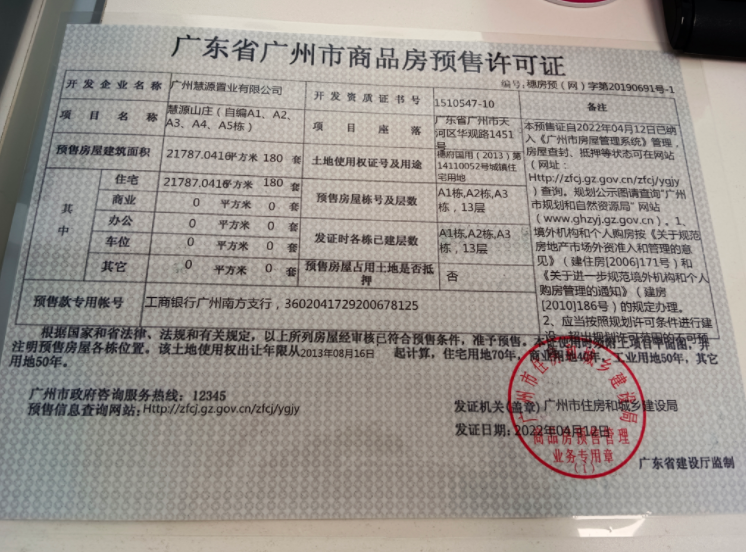 广东省广州市商品房预售许可证
编号: 穗房预（网）字第20190691号-1
开发企业名称 广州慧源置业有限公司 开发资质证书号 1510547-10 备注
项目名称 慧源山庄（自编A1、A2、
A3、A4、A5栋） 项目座落 广东省广州市天
河区华观路1451
号
预售房屋建筑面积 21787.0416平方米 180 套 土地使用权证号及用途 穗府国用（2013）第
14110052号城镇住
宅用地
其中 住宅 21787.0416平方米 180 套 预售房屋栋号及层数 A1栋,A2栋,A3
栋，13层
商业 0 平方米 0 套
办公 0 平方米 0 套 发证时各栋已建层数 A1栋,A2栋,A3
栋，13层
车位 0 平方米 0 套
其它 0 平方米 0 套 预售房屋占用土地是否抵
押 否
预售款专用帐号 工商银行广州南方支行，3602041729200678125
本预售证自2022年04月12日已纳
入《广州市房屋管理系统》管理，
房屋查封、抵押等状态可在网站
（网址：
Http://zfcj.gz.gov.cn/zfcj/ygjy
）查询。规划公示图请查询"广州
市规划和自然资源局" 网站
（www.ghzyj.gz.gov.cn）。1、
境外机构和个人购房按《关于规范
房地产市场外资准入和管理的意
见》（建住房[2006]171号）和
《关于进一步规范境外机构和个人
购房管理的通知》（建房
[2010]186号）的规定办理。
2、应当按照规划许可条件进行建
根据国家和省法律、法规和有关规定，以上所列房屋经审核已符合预售条件，准予预售。
注明预售房屋各栋位置，该土地使用权出让年限从2013年08月16日 起计算，住宅用地70年，商业用地40年，工业用地50年，其它
用地50年。
广州市政府咨询服务热线：12345
预售信息查询网站: Http://zfcj.gz.gov.cn/zfcj/ygjy
发证机关(盖章) 广州市住房和城乡建设局
发证日期: 2022年04月12日
广东省建设厅监制
广州市住房和城乡建设局
商品房预售管理
业务专用章
（1）